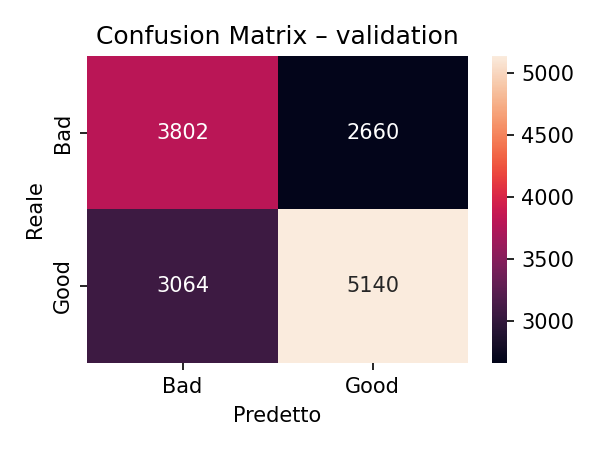 Confusion Matrix – validation
Reale
Bad
3802
2660
Good
3064
5140
Bad
Good
Predetto
5000
4500
4000
3500
3000